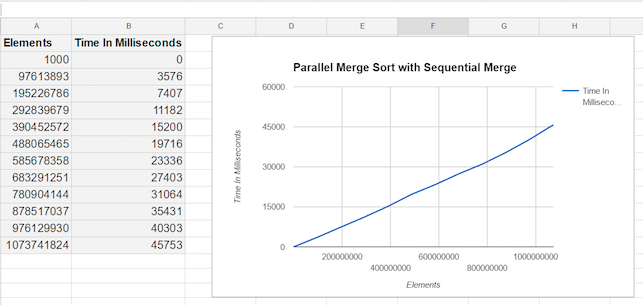 A B C D E F G H
Elements Time In Milliseconds
1000 0
97613893 3576
195226786 7407
292839679 11182
390452572 15200
488065465 19716
585678358 23336
683291251 27403
780904144 31064
878517037 35431
976129930 40303
1073741824 45753
Parallel Merge Sort with Sequential Merge
Time In Milliseconds
60000
45000
30000
15000
0
200000000 600000000 1000000000
400000000 800000000
Elements
Time In
Milliseco...